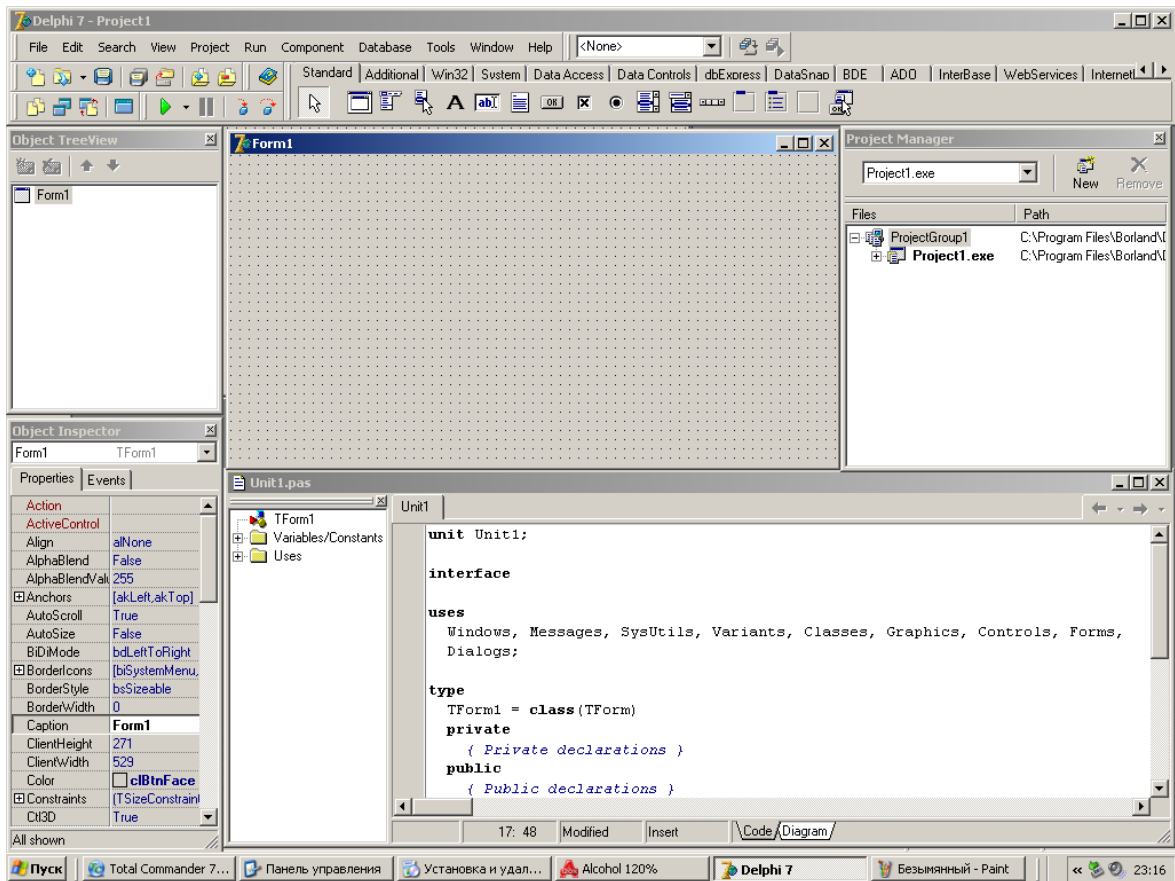 Delphi 7 - Project1
File Edit Search View Project Run Component Database Tools Window Help <None>
Standard Additional Win32 System Data Access Data Controls dbExpress DataSnap BDE ADO InterBase WebServices Internet
Object TreeView
Form1
Form1
Project Manager
Project1.exe
New Remove
Files Path
ProjectGroup1 C:\Program Files\Borland\
Project1.exe C:\Program Files\Borland\
Object Inspector
Form1 TForm1
Properties Events
Action
ActiveControl
Align alNone
AlphaBlend False
AlphaBlendValu 255
Anchors [akLeft,akTop]
AutoScroll True
AutoSize False
BiDiMode bdLeftToRight
BorderIcons [biSystemMenu,
BorderStyle bsSizeable
BorderWidth 0
Caption Form1
ClientHeight 271
ClientWidth 529
Color clBtnFace
Constraints (TSizeConstraint
Ctl3D True
All shown
Unit1.pas
TForm1
Variables/Constants
Uses
Unit1
unit Unit1;
interface
uses
Windows, Messages, SysUtils, Variants, Classes, Graphics, Controls, Forms,
Dialogs;
type
TForm1 = class(TForm)
private
{ Private declarations }
public
{ Public declarations }
17: 48 Modified Insert Code Diagram
Пуск Total Commander 7... Панель управления Установка и удал... Alcohol 120% Delphi 7 Безымянный - Paint « 23:16